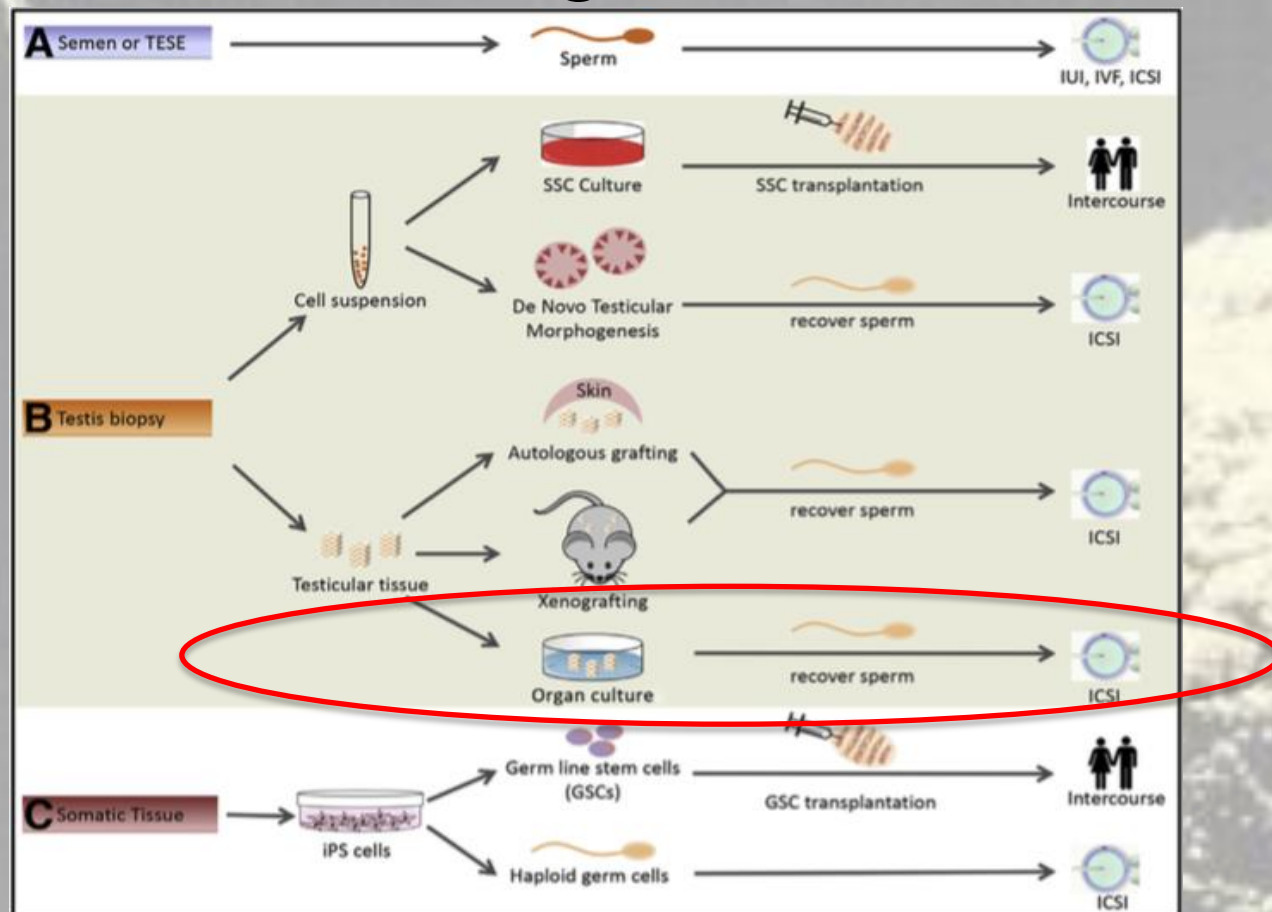 A Semen or TESE
Sperm
IUI, IVF, ICSI
SSC Culture
SSC transplantation
Intercourse
Cell suspension
De Novo Testicular
Morphogenesis
recover sperm
ICSI
B Testis biopsy
Skin
Autologous grafting
recover sperm
ICSI
Testicular tissue
Xenografting
Organ culture
recover sperm
ICSI
C Somatic Tissue
iPS cells
Germ line stem cells
(GSCs)
GSC transplantation
Intercourse
Haploid germ cells
ICSI